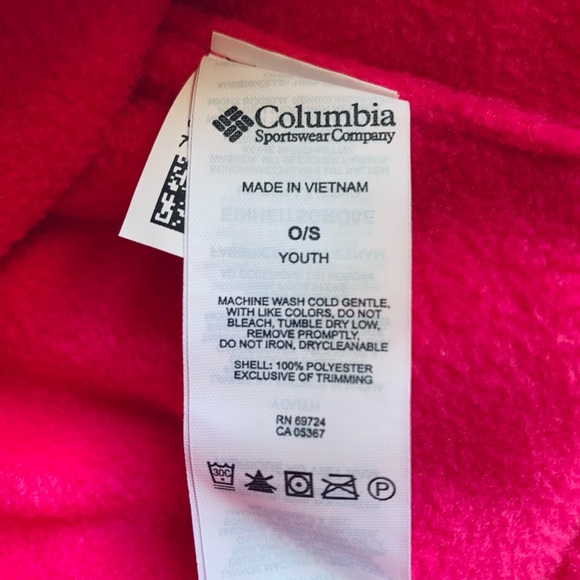 Columbia
Sportswear Company
MADE IN VIETNAM
O/S
YOUTH
MACHINE WASH COLD GENTLE,
WITH LIKE COLORS, DO NOT
BLEACH, TUMBLE DRY LOW,
REMOVE PROMPTLY,
DO NOT IRON, DRYCLEANABLE
SHELL: 100% POLYESTER
EXCLUSIVE OF TRIMMING
RN 69724
CA 05367
30C
P